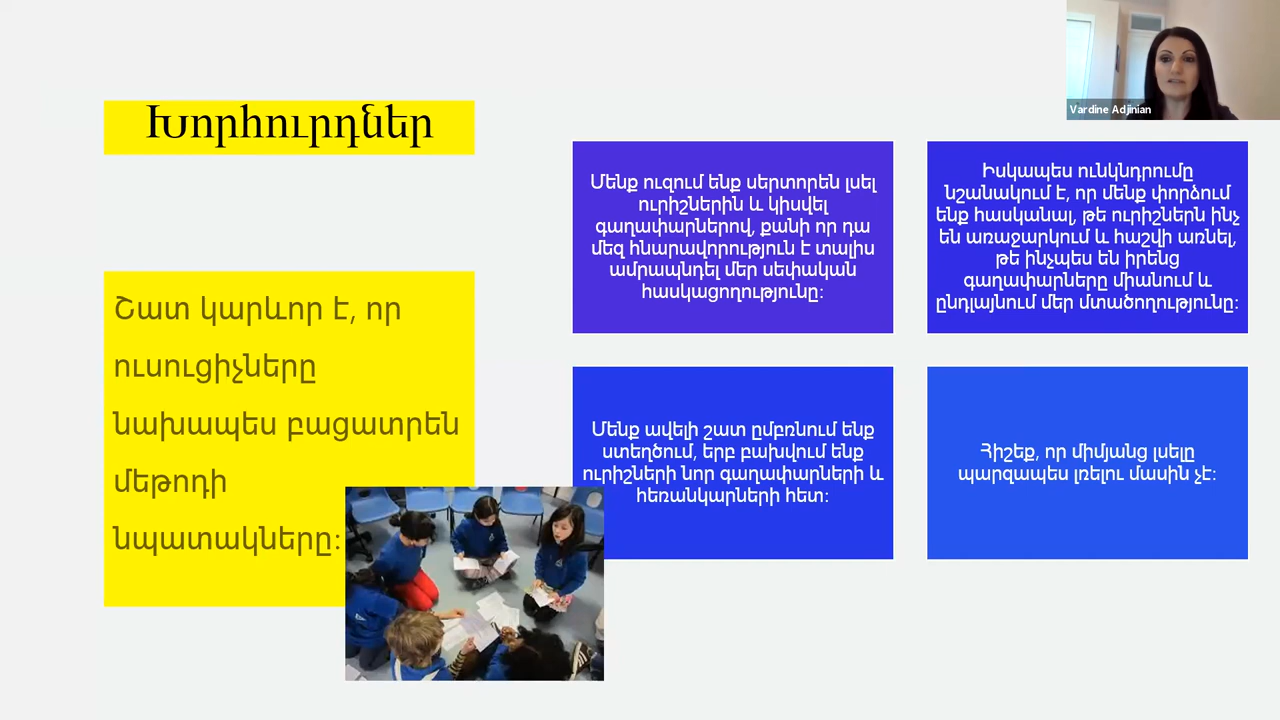 Vardine Adjinian
Խորհուրդներ
Շատ կարևոր է, որ
ուսուցիչները
նախապես բացատրեն
մեթոդի
նպատակները:
Մենք ուզում ենք սերտորեն լսել
ուրիշներին և կիսվել
գաղափարներով, քանի որ դա
մեզ հնարավորություն է տալիս
ամրապնդել մեր սեփական
հասկացողությունը:
Իսկապես ունկնդրումը
նշանակում է, որ մենք փորձում
ենք հասկանալ, թե ուրիշներն ինչ
են առաջարկում և հաշվի առնել,
թե ինչպես են իրենց
գաղափարները միանում և
ընդլայնում մեր մտածողությունը:
Մենք ավելի շատ ըմբռնում ենք
ստեղծում, երբ բախվում ենք
ուրիշների նոր գաղափարների և
հեռանկարների հետ:
Հիշեք, որ միմյանց լսելը
պարզապես լռելու մասին չէ: